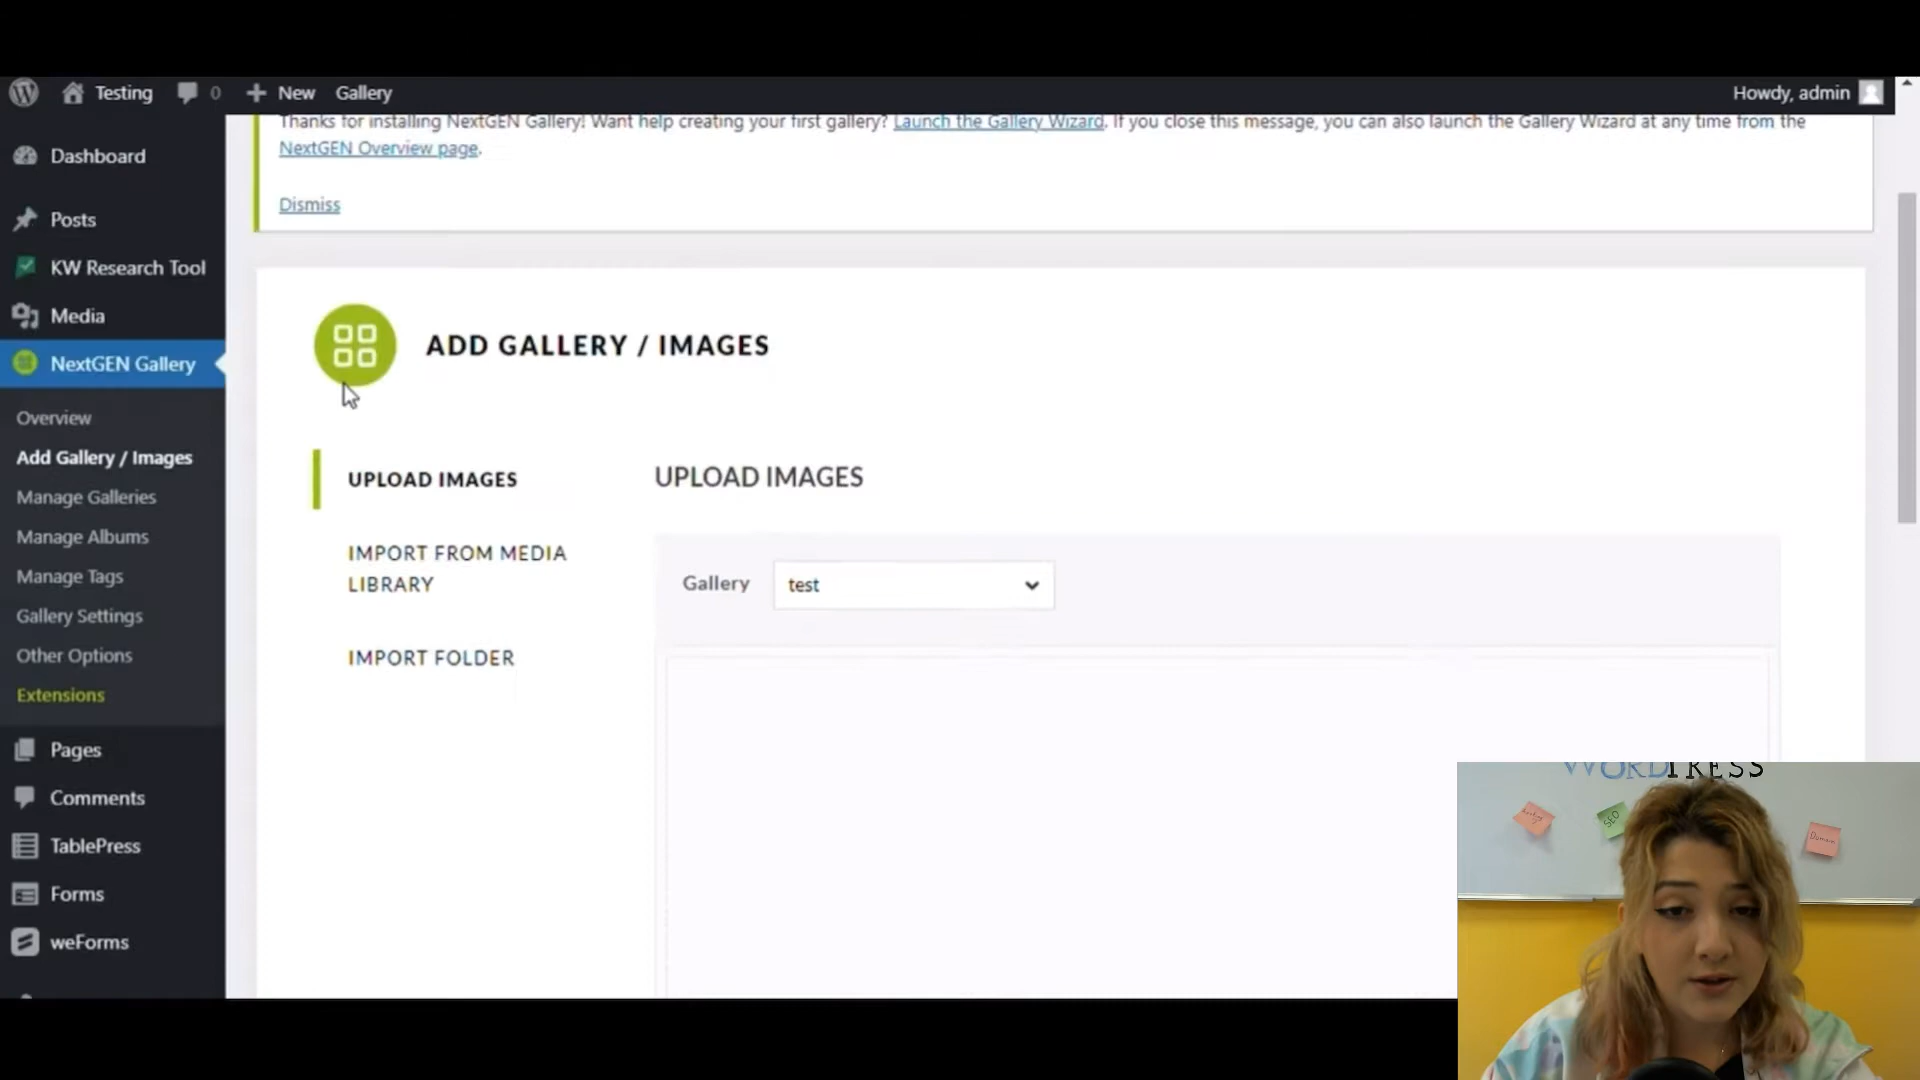 Testing
0
New
Gallery
Howdy, admin
Thanks for installing NextGEN Gallery! Want help creating your first gallery? Launch the Gallery Wizard. If you close this message, you can also launch the Gallery Wizard at any time from the
NextGEN Overview page.
Dismiss
Dashboard
Posts
KW Research Tool
Media
NextGEN Gallery
Overview
Add Gallery / Images
Manage Galleries
Manage Albums
Manage Tags
Gallery Settings
Other Options
Extensions
Pages
Comments
TablePress
Forms
weForms
ADD GALLERY / IMAGES
UPLOAD IMAGES
IMPORT FROM MEDIA
LIBRARY
IMPORT FOLDER
UPLOAD IMAGES
Gallery
test
WORDPRESS
SEO
Domain